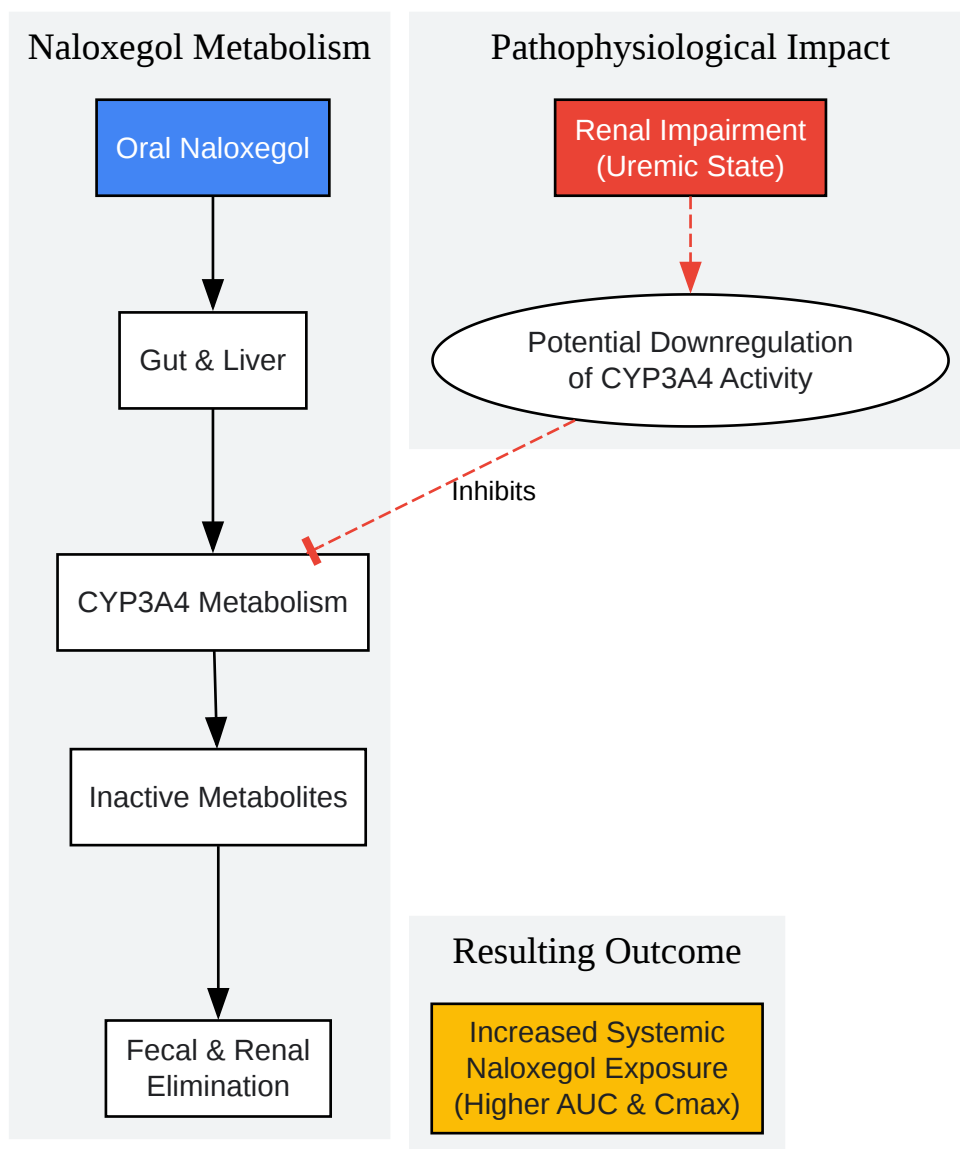 Naloxegol Metabolism
Oral Naloxegol
Gut & Liver
CYP3A4 Metabolism
Inactive Metabolites
Fecal & Renal
Elimination
Pathophysiological Impact
Renal Impairment
(Uremic State)
Potential Downregulation
of CYP3A4 Activity
Inhibits
Resulting Outcome
Increased Systemic
Naloxegol Exposure
(Higher AUC & Cmax)